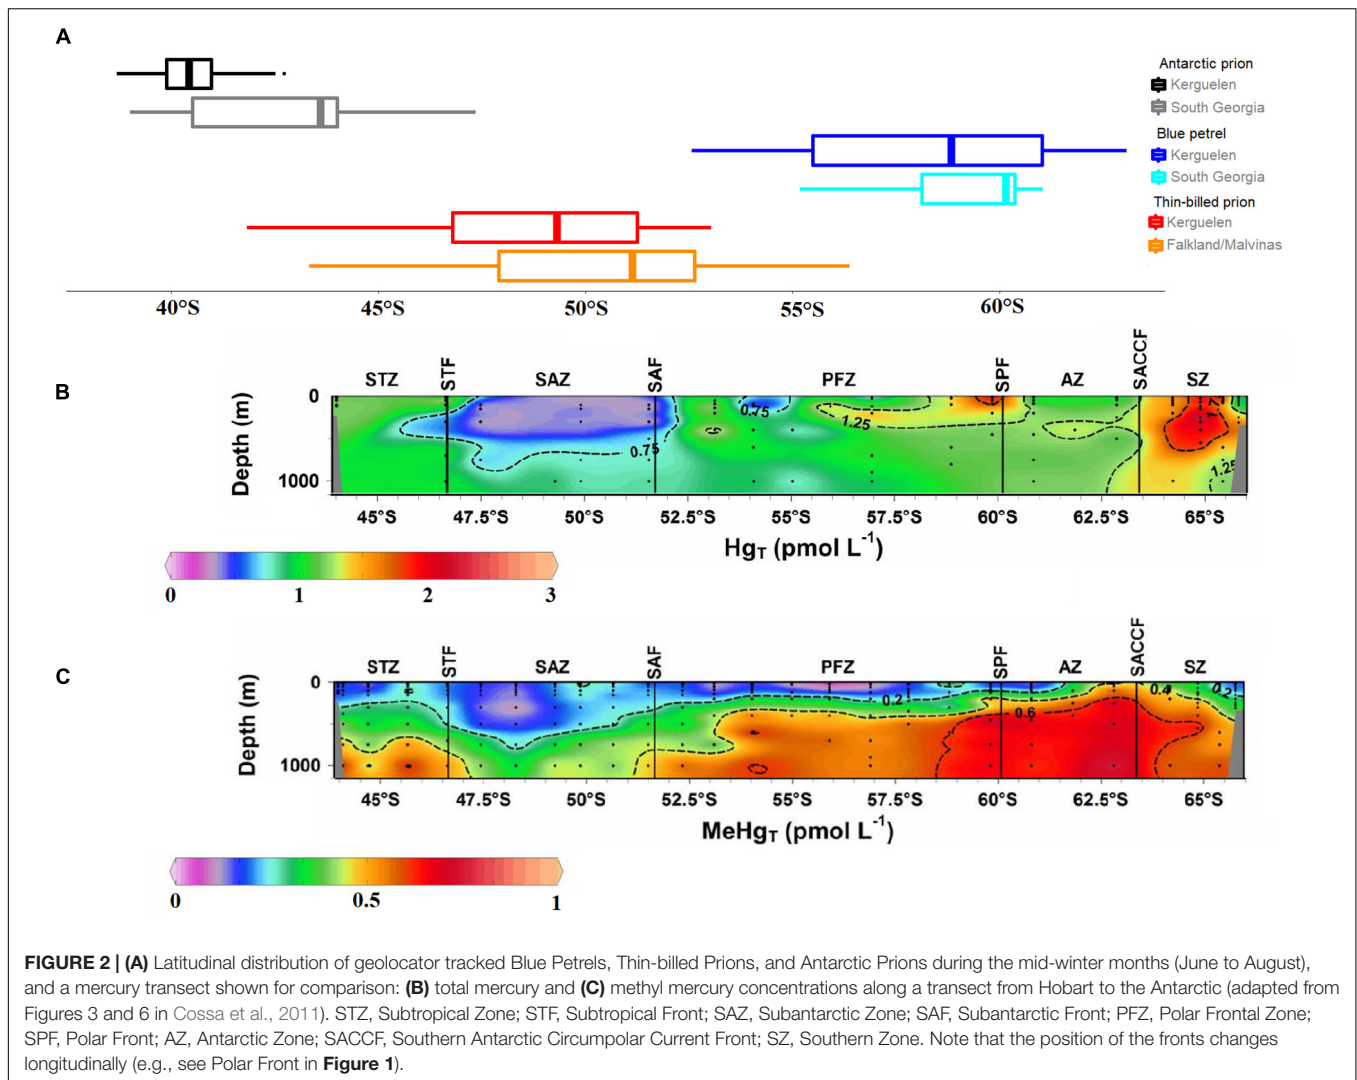 A
Antarctic prion
Kerguelen
South Georgia
Blue petrel
Kerguelen
South Georgia
Thin-billed prion
Kerguelen
Falkland/Malvinas
40°S 45°S 50°S 55°S 60°S
B
STZ STF SAZ SAF PFZ SPF AZ SACCF SZ
Depth (m)
0
1000
0.75 0.75 1.25 1.25
45°S 47.5°S 50°S 52.5°S 55°S 57.5°S 60°S 62.5°S 65°S
HgT (pmol L-1)
0 1 2 3
C
STZ STF SAZ SAF PFZ SPF AZ SACCF SZ
Depth (m)
0
1000
0.2 0.6 0.4 0.2
45°S 47.5°S 50°S 52.5°S 55°S 57.5°S 60°S 62.5°S 65°S
MeHgT (pmol L-1)
0 0.5 1
FIGURE 2 | (A) Latitudinal distribution of geolocator tracked Blue Petrels, Thin-billed Prions, and Antarctic Prions during the mid-winter months (June to August),
and a mercury transect shown for comparison: (B) total mercury and (C) methyl mercury concentrations along a transect from Hobart to the Antarctic (adapted from
Figures 3 and 6 in Cossa et al., 2011). STZ, Subtropical Zone; STF, Subtropical Front; SAZ, Subantarctic Zone; SAF, Subantarctic Front; PFZ, Polar Frontal Zone;
SPF, Polar Front; AZ, Antarctic Zone; SACCF, Southern Antarctic Circumpolar Current Front; SZ, Southern Zone. Note that the position of the fronts changes
longitudinally (e.g., see Polar Front in Figure 1).